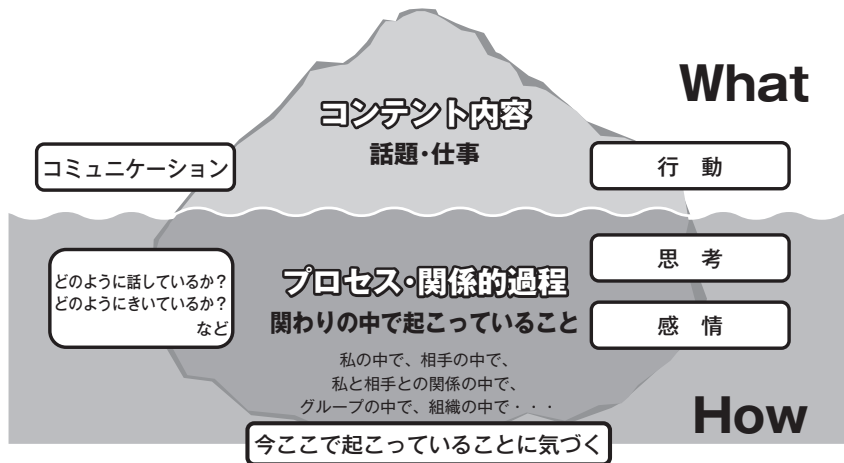 What
コンテント内容
話題・仕事
コミュニケーション
行 動
どのように話しているか?
どのようにきいているか?
など
プロセス・関係的過程
関わりの中で起こっていること
思 考
感 情
私の中で、相手の中で、
私と相手との関係の中で、
グループの中で、組織の中で・・・
How
今ここで起こっていることに気づく